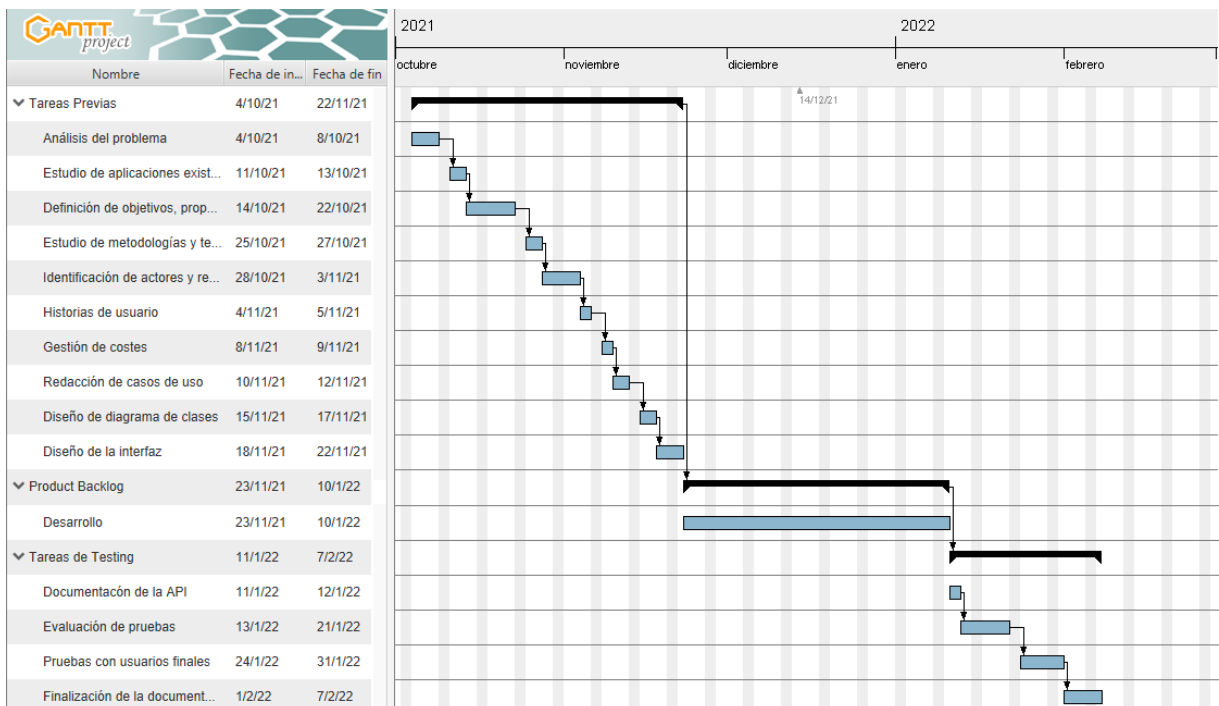 GANTT
project
2021 2022
Nombre Fecha de in... Fecha de fin
octubre noviembre diciembre enero febrero
Tareas Previas 4/10/21 22/11/21
14/12/21
Análisis del problema 4/10/21 8/10/21
Estudio de aplicaciones exist... 11/10/21 13/10/21
Definición de objetivos, prop... 14/10/21 22/10/21
Estudio de metodologías y te... 25/10/21 27/10/21
Identificación de actores y re... 28/10/21 3/11/21
Historias de usuario 4/11/21 5/11/21
Gestión de costes 8/11/21 9/11/21
Redacción de casos de uso 10/11/21 12/11/21
Diseño de diagrama de clases 15/11/21 17/11/21
Diseño de la interfaz 18/11/21 22/11/21
Product Backlog 23/11/21 10/1/22
Desarrollo 23/11/21 10/1/22
Tareas de Testing 11/1/22 7/2/22
Documentacón de la API 11/1/22 12/1/22
Evaluación de pruebas 13/1/22 21/1/22
Pruebas con usuarios finales 24/1/22 31/1/22
Finalización de la document... 1/2/22 7/2/22